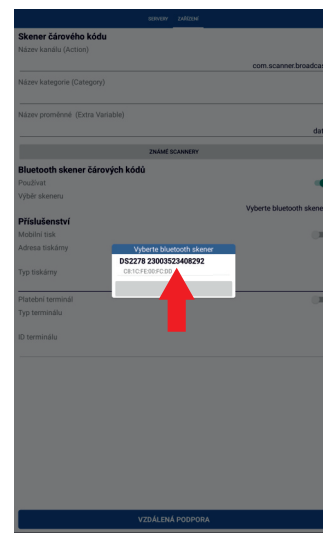 SERVERY ZAŘÍZENÍ
Skener čárového kódu
Název kanálu (Action)
com.scanner.broadcas
Název kategorie (Category)
Název proměnné (Extra Variable)
dat
ZNÁMÉ SCANNERY
Bluetooth skener čárových kódů
Používat
Výběr skeneru
Vyberte bluetooth skene
Příslušenství
Mobilní tisk
Adresa tiskárny
Vyberte bluetooth skener
DS2278 23003523408292
C8:1C:FE:00:FC:DD
Typ tiskárny
Platební terminál
Typ terminálu
ID terminálu
VZDÁLENÁ PODPORA